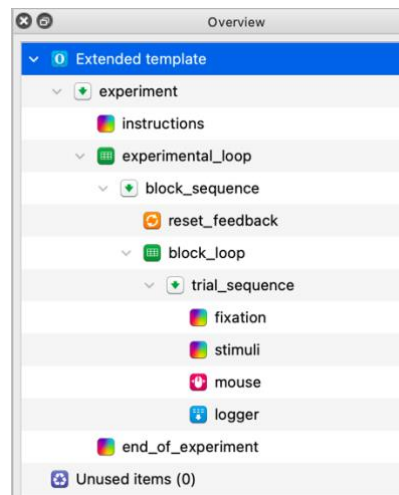 Overview
Extended template
experiment
instructions
experimental_loop
block_sequence
reset_feedback
block_loop
trial_sequence
fixation
stimuli
mouse
logger
end_of_experiment
Unused items (0)